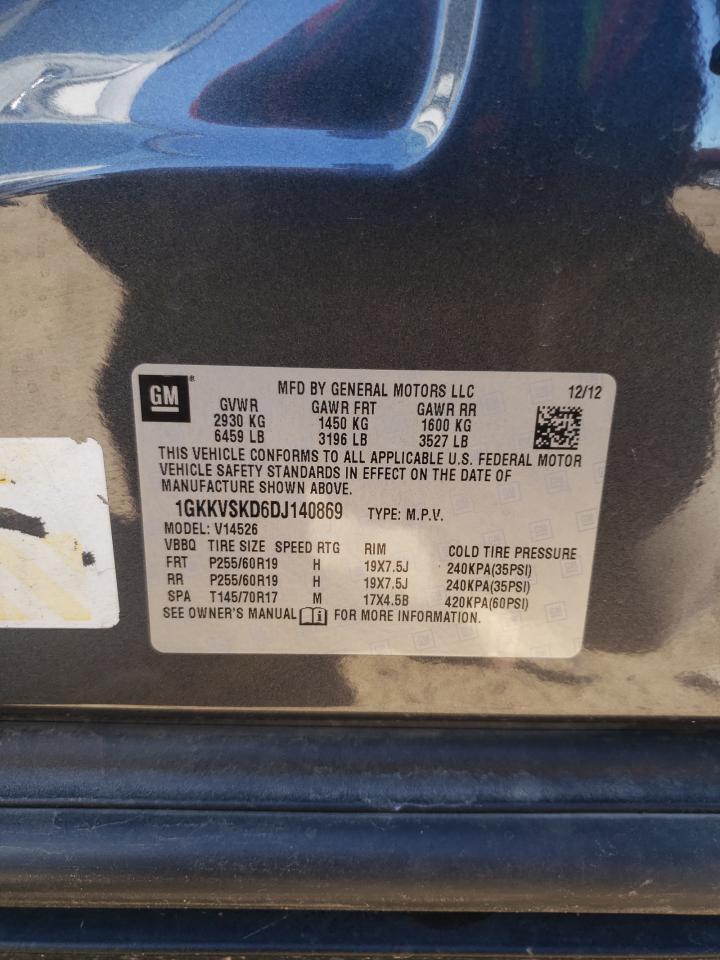 GM ® MFD BY GENERAL MOTORS LLC 12/12
GVWR GAWR FRT GAWR RR
2930 KG 1450 KG 1600 KG
6459 LB 3196 LB 3527 LB
THIS VEHICLE CONFORMS TO ALL APPLICABLE U.S. FEDERAL MOTOR
VEHICLE SAFETY STANDARDS IN EFFECT ON THE DATE OF
MANUFACTURE SHOWN ABOVE.
1GKKVSKD6DJ140869 TYPE: M.P.V.
MODEL: V14526
VBBQ TIRE SIZE SPEED RTG RIM COLD TIRE PRESSURE
FRT P255/60R19 H 19X7.5J 240KPA(35PSI)
RR P255/60R19 H 19X7.5J 240KPA(35PSI)
SPA T145/70R17 M 17X4.5B 420KPA(60PSI)
SEE OWNER'S MANUAL FOR MORE INFORMATION.